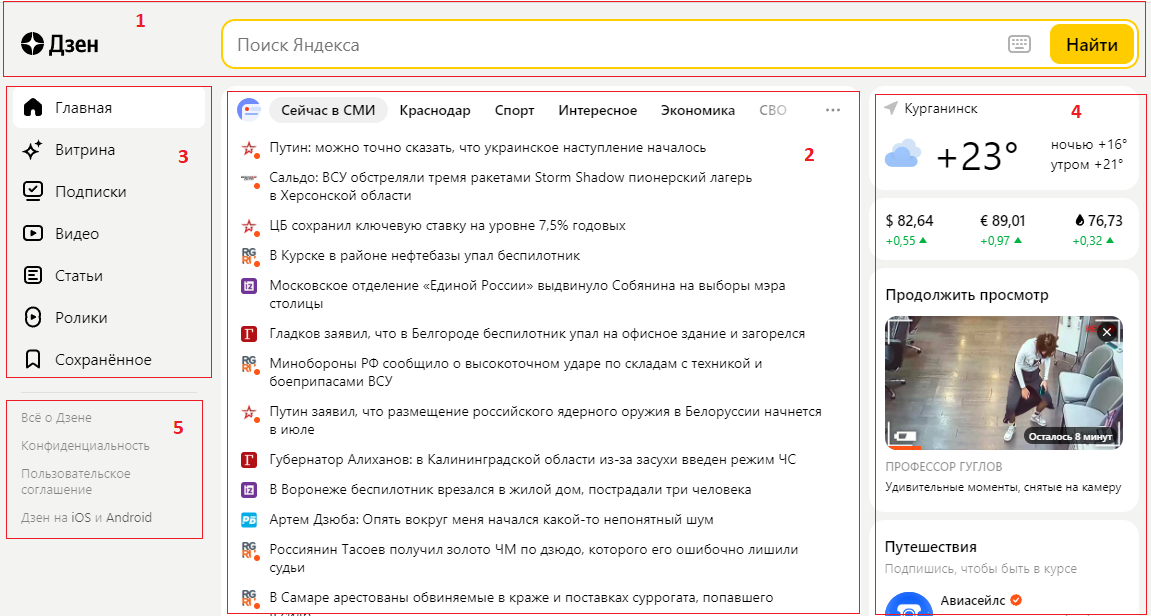 1
Дзен
Поиск Яндекса
Найти
Главная
Витрина
3
Подписки
Видео
Статьи
Ролики
Сохранённое
Всё о Дзене
5
Конфиденциальность
Пользовательское
соглашение
Дзен на iOS и Android
Сейчас в СМИ Краснодар Спорт Интересное Экономика СВО ...
2
Путин: можно точно сказать, что украинское наступление началось
Сальдо: ВСУ обстреляли тремя ракетами Storm Shadow пионерский лагерь
в Херсонской области
ЦБ сохранил ключевую ставку на уровне 7,5% годовых
В Курске в районе нефтебазы упал беспилотник
Московское отделение «Единой России» выдвинуло Собянина на выборы мэра
столицы
Гладков заявил, что в Белгороде беспилотник упал на офисное здание и загорелся
Минобороны РФ сообщило о высокоточном ударе по складам с техникой и
боеприпасами ВСУ
Путин заявил, что размещение российского ядерного оружия в Белоруссии начнется
в июле
Губернатор Алиханов: в Калининградской области из-за засухи введен режим ЧС
В Воронеже беспилотник врезался в жилой дом, пострадали три человека
РБ
Артем Дзюба: Опять вокруг меня начался какой-то непонятный шум
Россиянин Тасоев получил золото ЧМ по дзюдо, которого его ошибочно лишили
судьи
В Самаре арестованы обвиняемые в краже и поставках суррогата, попавшего
Курганинск
4
+23°
ночью +16°
утром +21°
$ 82,64 € 89,01 76,73
+0,55 +0,97 +0,32
Продолжить просмотр
Осталось 8 минут
ПРОФЕССОР ГУГЛОВ
Удивительные моменты, снятые на камеру
Путешествия
Подпишись, чтобы быть в курсе
Авиасейлс